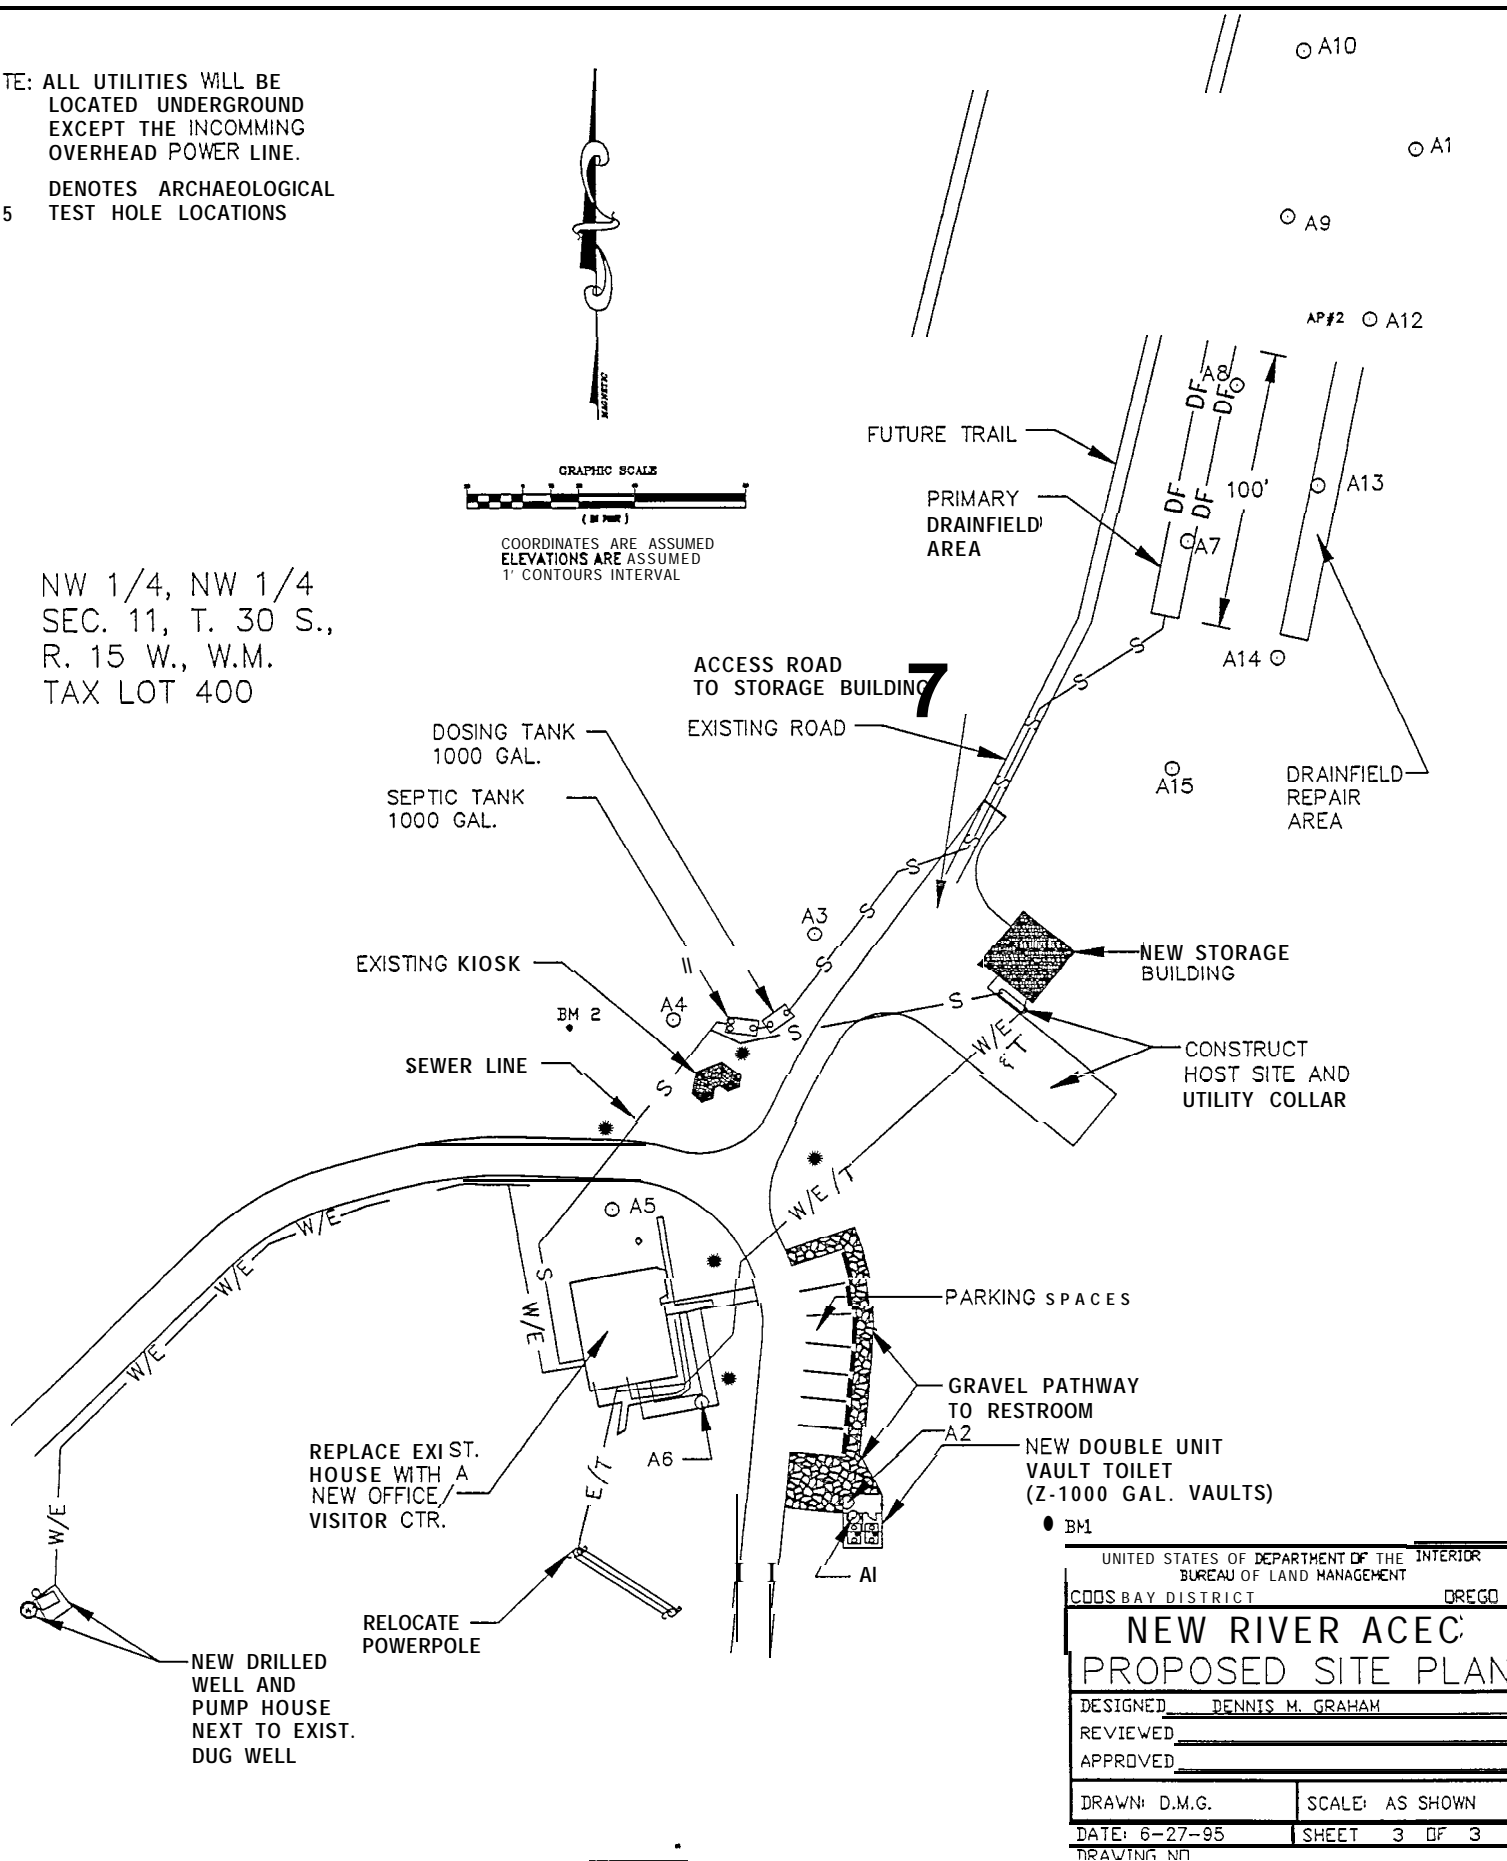 TE: ALL UTILITIES WILL BE
LOCATED UNDERGROUND
EXCEPT THE INCOMMING
OVERHEAD POWER LINE.
DENOTES ARCHAEOLOGICAL
5 TEST HOLE LOCATIONS
MAGNETIC
GRAPHIC SCALE
( IN FEET )
COORDINATES ARE ASSUMED
ELEVATIONS ARE ASSUMED
1' CONTOURS INTERVAL
NW 1/4, NW 1/4
SEC. 11, T. 30 S.,
R. 15 W., W.M.
TAX LOT 400
A10
A1
A9
AP#2 A12
A8
DF
DF
DF
DF
100'
A13
A7
A14
A15
FUTURE TRAIL
PRIMARY
DRAINFIELD
AREA
ACCESS ROAD
TO STORAGE BUILDING
7
EXISTING ROAD
DRAINFIELD
REPAIR
AREA
DOSING TANK
1000 GAL.
SEPTIC TANK
1000 GAL.
S
S
S
S
S
S
S
S
S
S
S
S
A3
EXISTING KIOSK
A4
BM 2
SEWER LINE
NEW STORAGE
BUILDING
W/E
T
CONSTRUCT
HOST SITE AND
UTILITY COLLAR
W/E/T
A5
W/E
W/E
W/E
W/E
W/E
PARKING SPACES
GRAVEL PATHWAY
TO RESTROOM
A2
NEW DOUBLE UNIT
VAULT TOILET
(Z-1000 GAL. VAULTS)
BM1
AI
A6
E/T
REPLACE EXI ST.
HOUSE WITH A
NEW OFFICE/
VISITOR CTR.
RELOCATE
POWERPOLE
NEW DRILLED
WELL AND
PUMP HOUSE
NEXT TO EXIST.
DUG WELL
UNITED STATES OF DEPARTMENT OF THE INTERIOR
BUREAU OF LAND MANAGEMENT
COOS BAY DISTRICT OREGO
NEW RIVER ACEC
PROPOSED SITE PLAN
DESIGNED DENNIS M. GRAHAM
REVIEWED
APPROVED
DRAWN: D.M.G. SCALE: AS SHOWN
DATE: 6-27-95 SHEET 3 OF 3
DRAWING NO